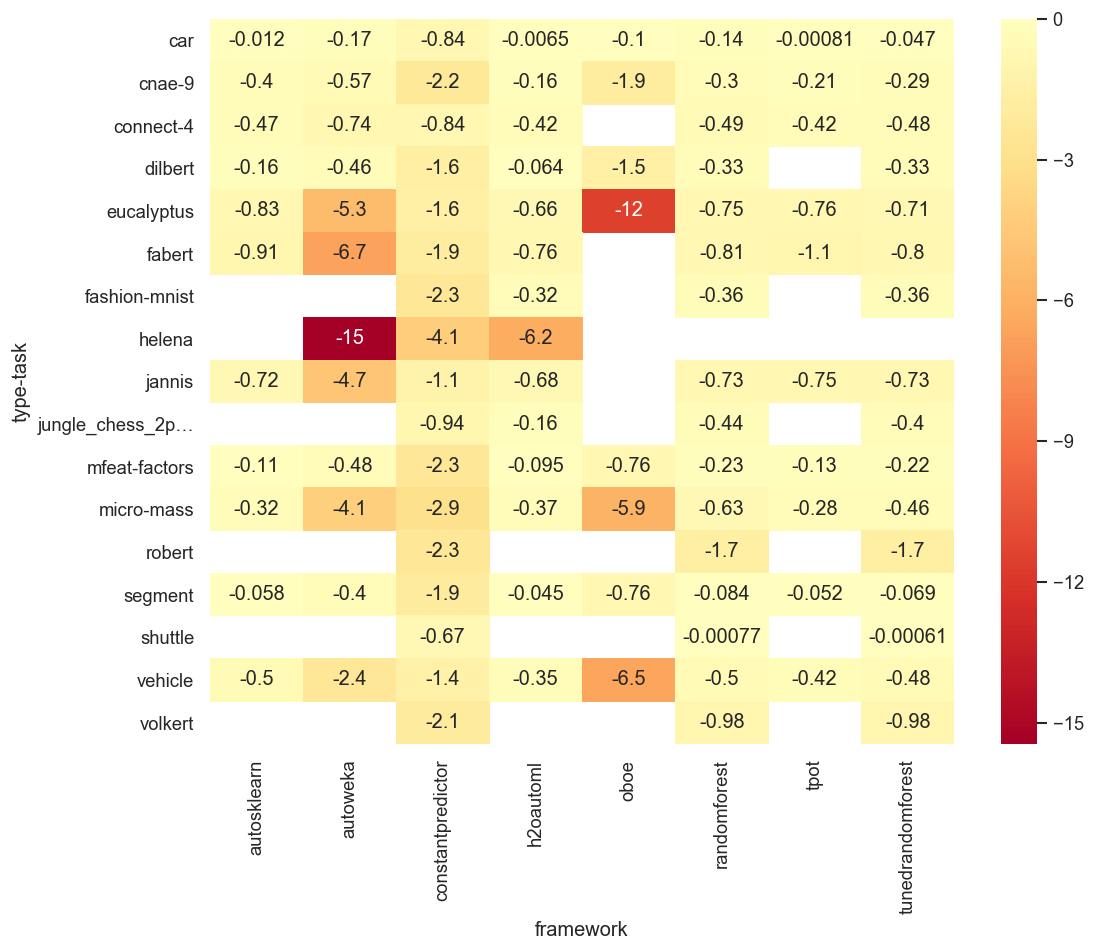 car -0.012 -0.17 -0.84 -0.0065 -0.1 -0.14 -0.00081 -0.047
cnae-9 -0.4 -0.57 -2.2 -0.16 -1.9 -0.3 -0.21 -0.29
connect-4 -0.47 -0.74 -0.84 -0.42 -0.49 -0.42 -0.48
dilbert -0.16 -0.46 -1.6 -0.064 -1.5 -0.33 -0.33
eucalyptus -0.83 -5.3 -1.6 -0.66 -12 -0.75 -0.76 -0.71
fabert -0.91 -6.7 -1.9 -0.76 -0.81 -1.1 -0.8
fashion-mnist -2.3 -0.32 -0.36 -0.36
helena -15 -4.1 -6.2
jannis -0.72 -4.7 -1.1 -0.68 -0.73 -0.75 -0.73
jungle_chess_2p… -0.94 -0.16 -0.44 -0.4
mfeat-factors -0.11 -0.48 -2.3 -0.095 -0.76 -0.23 -0.13 -0.22
micro-mass -0.32 -4.1 -2.9 -0.37 -5.9 -0.63 -0.28 -0.46
robert -2.3 -1.7 -1.7
segment -0.058 -0.4 -1.9 -0.045 -0.76 -0.084 -0.052 -0.069
shuttle -0.67 -0.00077 -0.00061
vehicle -0.5 -2.4 -1.4 -0.35 -6.5 -0.5 -0.42 -0.48
volkert -2.1 -0.98 -0.98
type-task
autosklearn
autoweka
constantpredictor
h2oautoml
oboe
randomforest
tpot
tunedrandomforest
framework
0
−3
−6
−9
−12
−15